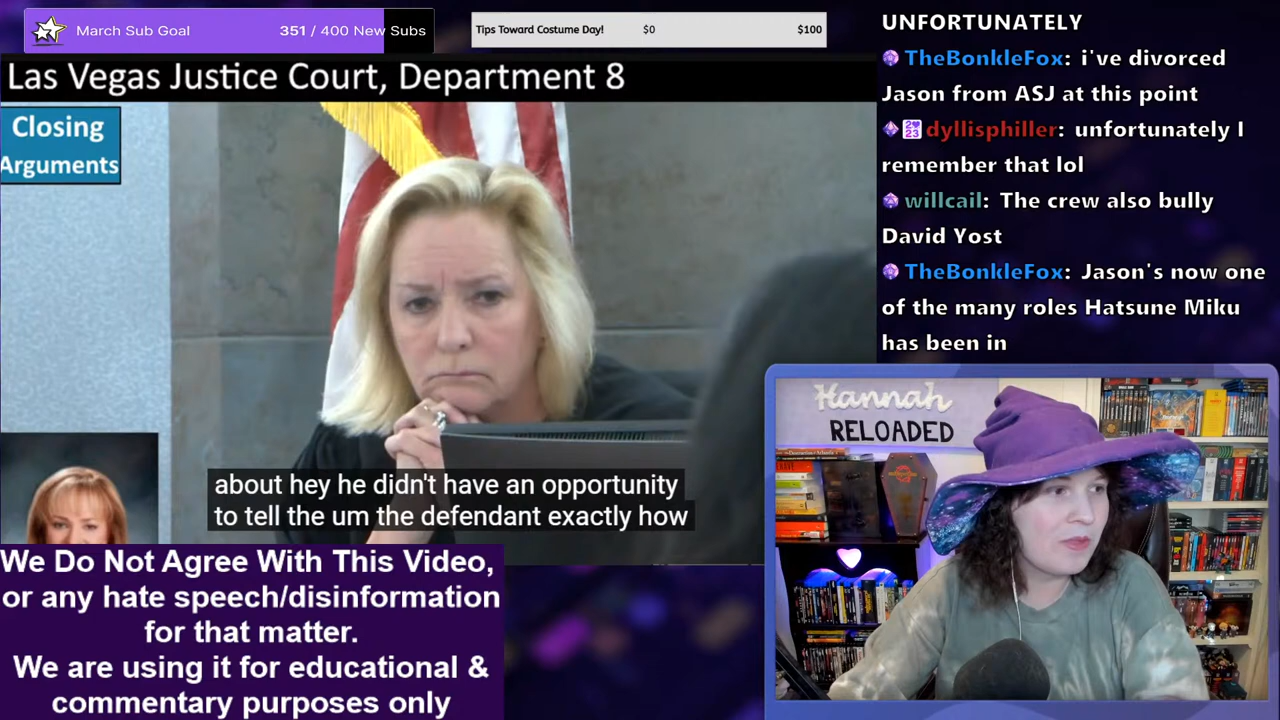 March Sub Goal 351 / 400 New Subs
Tips Toward Costume Day! $0 $100
Las Vegas Justice Court, Department 8
Closing
Arguments
about hey he didn't have an opportunity
to tell the um the defendant exactly how
We Do Not Agree With This Video,
or any hate speech/disinformation
for that matter.
We are using it for educational &
commentary purposes only
UNFORTUNATELY
TheBonkleFox: i've divorced
Jason from ASJ at this point
dyllisphiller: unfortunately I
remember that lol
willcail: The crew also bully
David Yost
TheBonkleFox: Jason's now one
of the many roles Hatsune Miku
has been in
Hannah
RELOADED